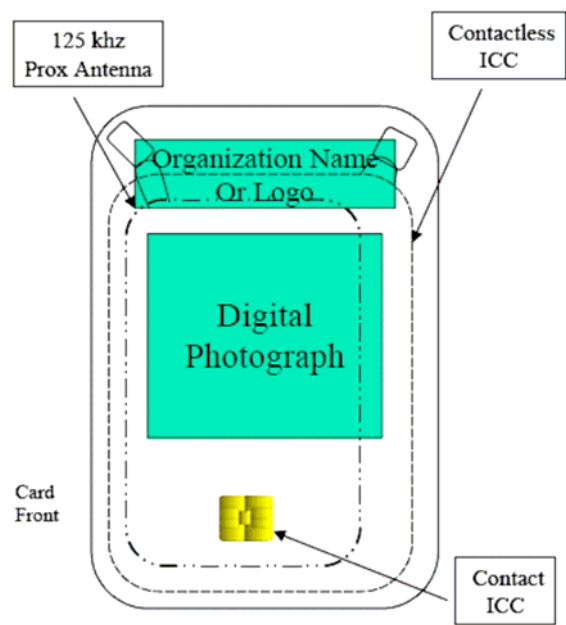 125 khz
Prox Antenna
Contactless
ICC
Organization Name
Or Logo
Digital
Photograph
Card
Front
Contact
ICC